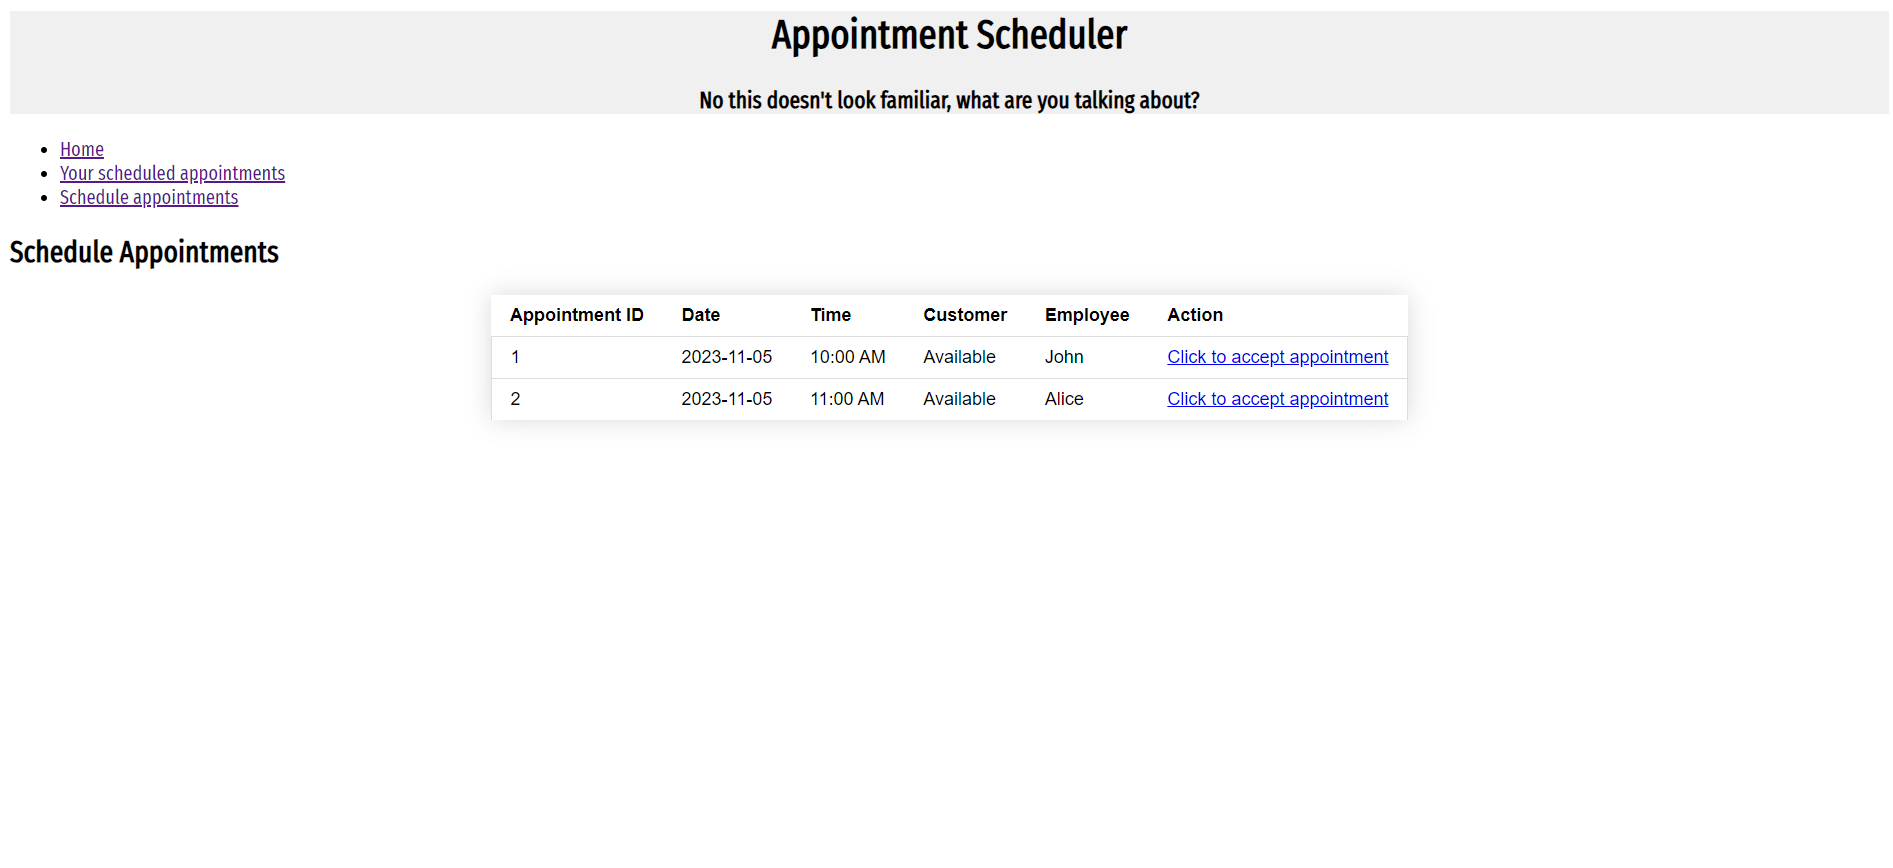 Appointment Scheduler
No this doesn't look familiar, what are you talking about?
Home
Your scheduled appointments
Schedule appointments
Schedule Appointments
Appointment ID Date Time Customer Employee Action
1 2023-11-05 10:00 AM Available John Click to accept appointment
2 2023-11-05 11:00 AM Available Alice Click to accept appointment